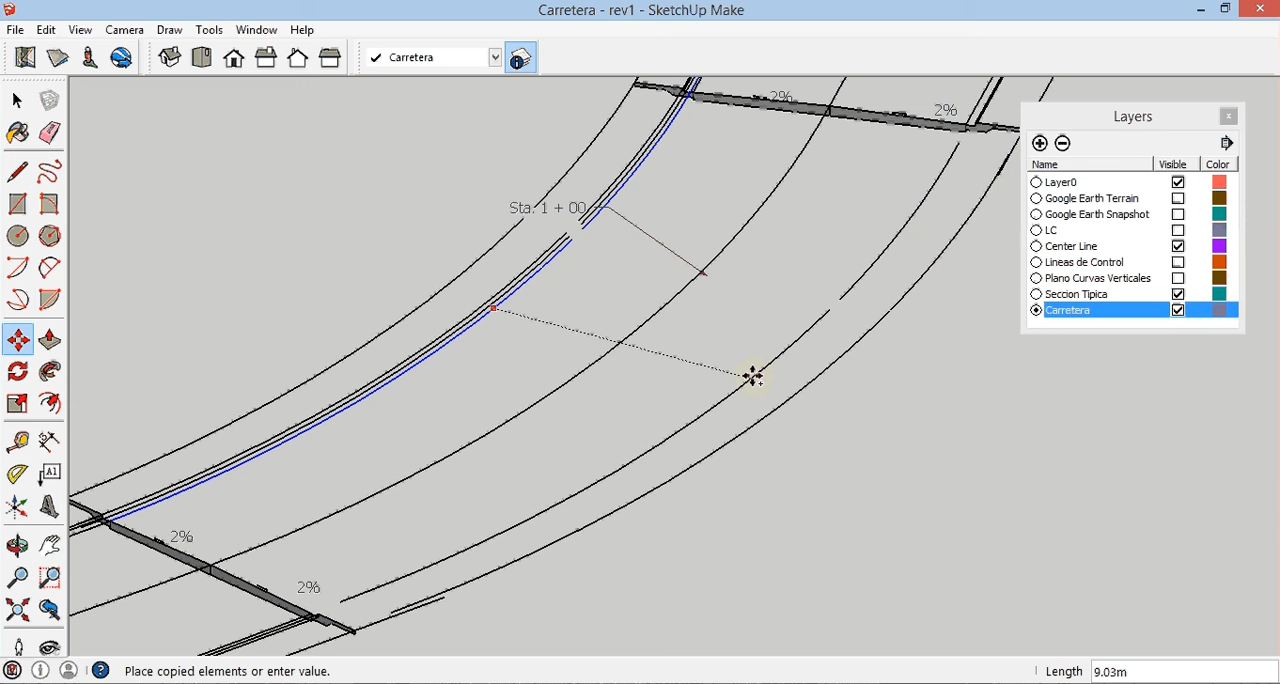 Carretera - rev1 - SketchUp Make
File Edit View Camera Draw Tools Window Help
Carretera
2%
2%
Sta. 1 + 00
2%
2%
Layers
Name Visible Color
Layer0
Google Earth Terrain
Google Earth Snapshot
LC
Center Line
Lineas de Control
Plano Curvas Verticales
Seccion Tipica
Carretera
A1
Place copied elements or enter value.
Length 9.03m